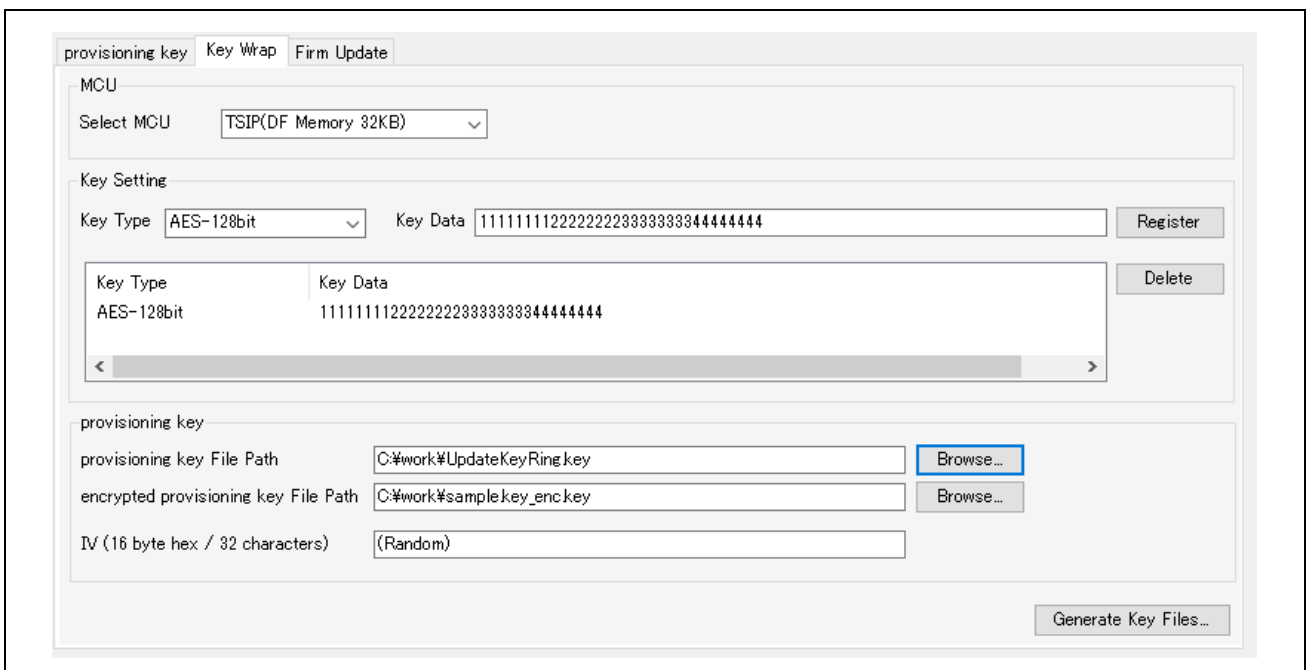 provisioning key Key Wrap Firm Update
MCU
Select MCU TSIP(DF Memory 32KB)
Key Setting
Key Type AES-128bit Key Data 11111111222222223333333344444444 Register
Key Type Key Data Delete
AES-128bit 11111111222222223333333344444444
provisioning key
provisioning key File Path C:¥work¥UpdateKeyRing.key Browse...
encrypted provisioning key File Path C:¥work¥sample.key_enc.key Browse...
IV (16 byte hex / 32 characters) (Random)
Generate Key Files...